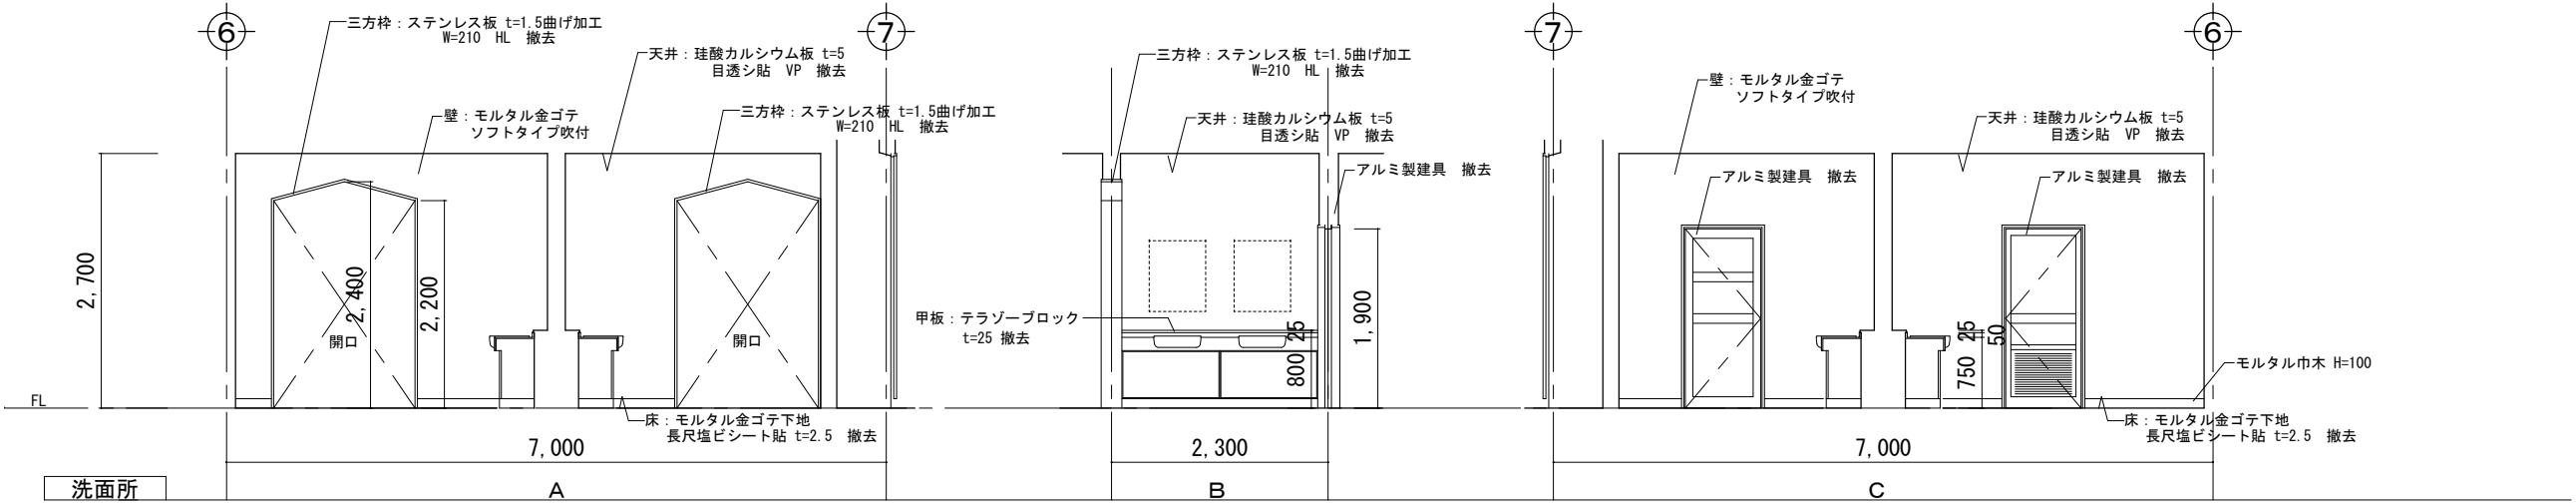 ⑥
三方枠：ステンレス板 t=1.5曲げ加工
W=210 HL 撤去
天井：珪酸カルシウム板 t=5
目透シ貼 VP 撤去
⑦
壁：モルタル金ゴテ
ソフトタイプ吹付
三方枠：ステンレス板 t=1.5曲げ加工
W=210 HL 撤去
2,700
2,400
2,200
開口
開口
FL
床：モルタル金ゴテ下地
長尺塩ビシート貼 t=2.5 撤去
7,000
A
三方枠：ステンレス板 t=1.5曲げ加工
W=210 HL 撤去
天井：珪酸カルシウム板 t=5
目透シ貼 VP 撤去
アルミ製建具 撤去
甲板：テラゾーブロック
t=25 撤去
25
800
1,900
2,300
B
⑦
⑥
壁：モルタル金ゴテ
ソフトタイプ吹付
天井：珪酸カルシウム板 t=5
目透シ貼 VP 撤去
アルミ製建具 撤去
アルミ製建具 撤去
25
50
750
モルタル巾木 H=100
床：モルタル金ゴテ下地
長尺塩ビシート貼 t=2.5 撤去
7,000
C
洗面所